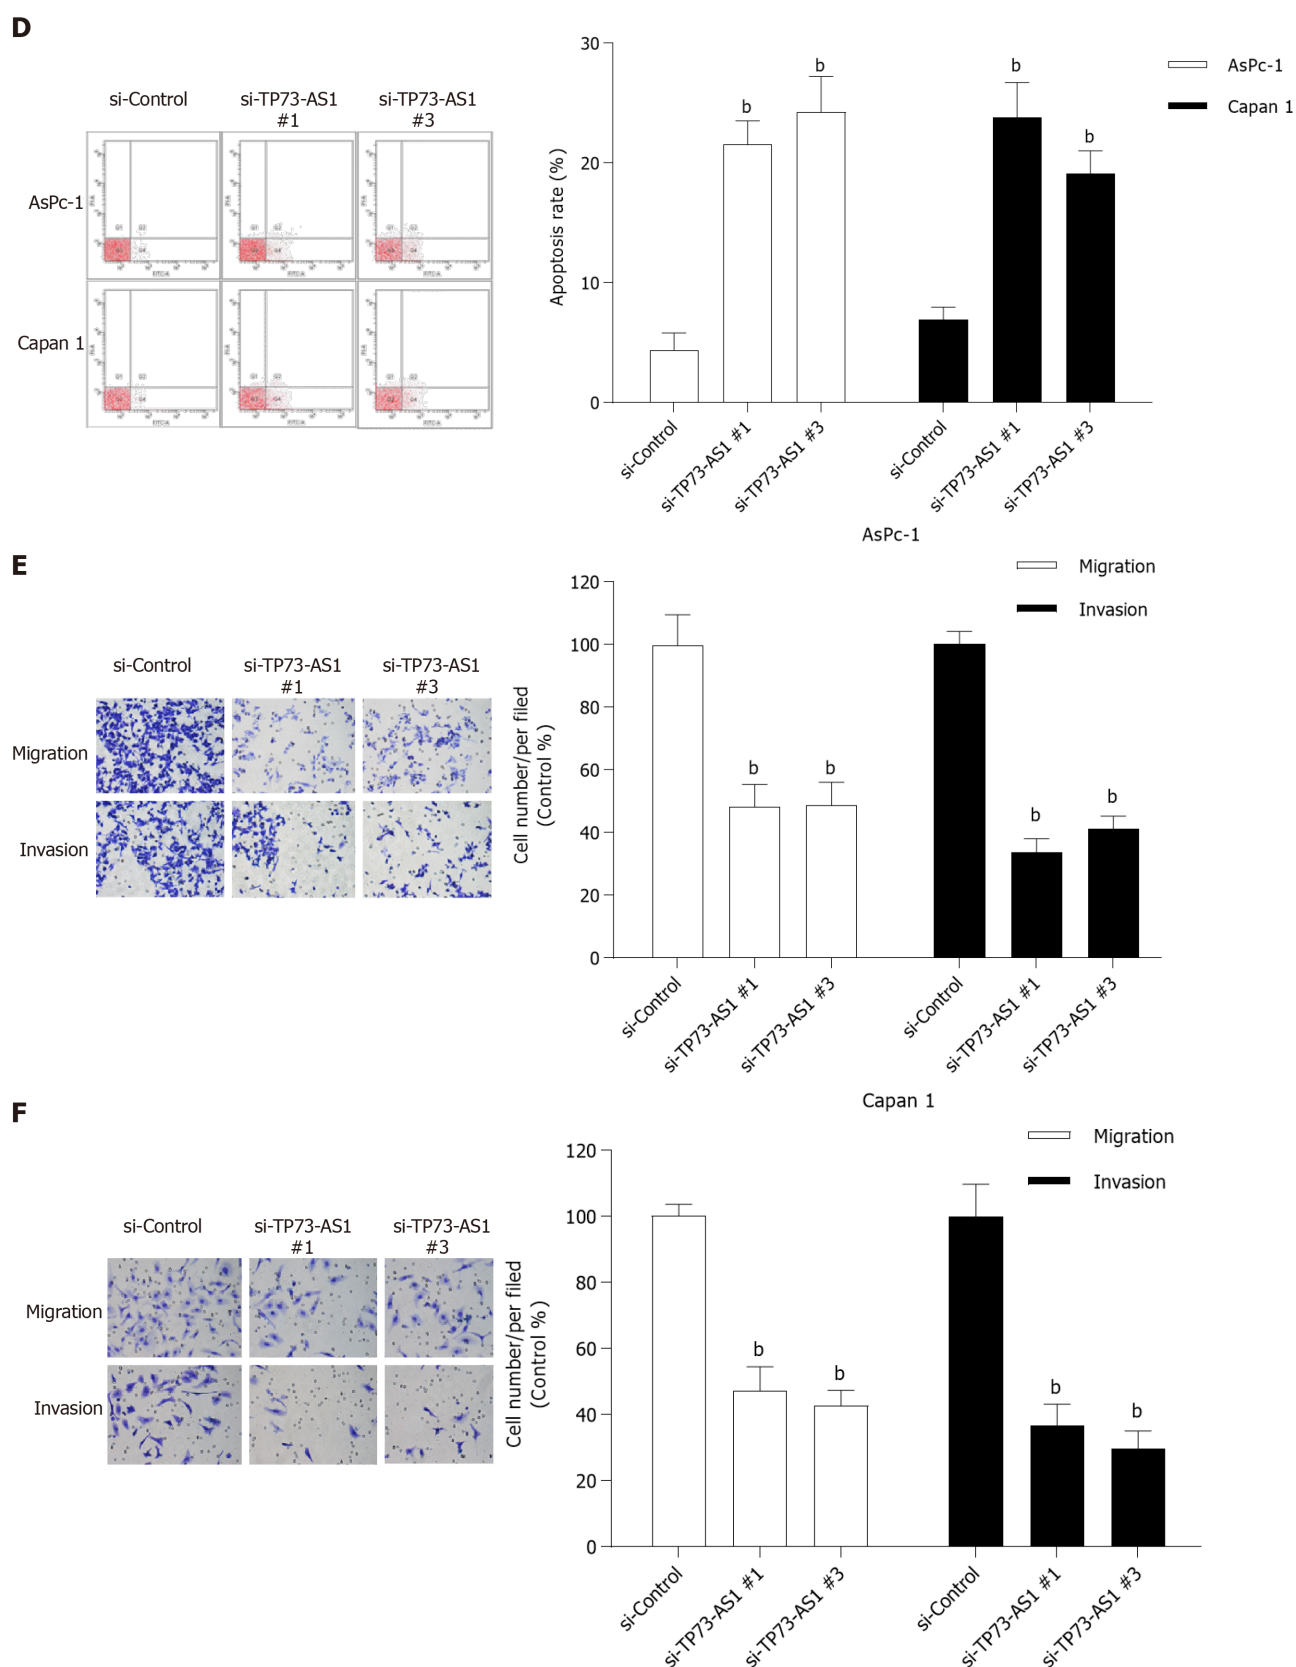 D
si-Control
si-TP73-AS1
#1
si-TP73-AS1
#3
AsPc-1
Capan 1
Q1
Q2
Q3
Q4
FITC-A
30
20
10
0
Apoptosis rate (%)
b
b
b
b
AsPc-1
Capan 1
si-Control
si-TP73-AS1 #1
si-TP73-AS1 #3
si-Control
si-TP73-AS1 #1
si-TP73-AS1 #3
E
si-Control
si-TP73-AS1
#1
si-TP73-AS1
#3
Migration
Invasion
AsPc-1
Migration
Invasion
Cell number/per filed
(Control %)
120
100
80
60
40
20
0
b
b
b
b
si-Control
si-TP73-AS1 #1
si-TP73-AS1 #3
si-Control
si-TP73-AS1 #1
si-TP73-AS1 #3
F
si-Control
si-TP73-AS1
#1
si-TP73-AS1
#3
Migration
Invasion
Capan 1
Migration
Invasion
Cell number/per filed
(Control %)
120
100
80
60
40
20
0
b
b
b
b
si-Control
si-TP73-AS1 #1
si-TP73-AS1 #3
si-Control
si-TP73-AS1 #1
si-TP73-AS1 #3